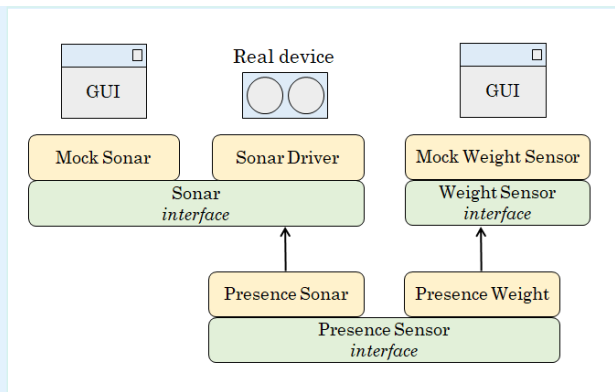 Real device
GUI
GUI
Mock Sonar
Sonar Driver
Mock Weight Sensor
Sonar
interface
Weight Sensor
interface
Presence Sonar
Presence Weight
Presence Sensor
interface